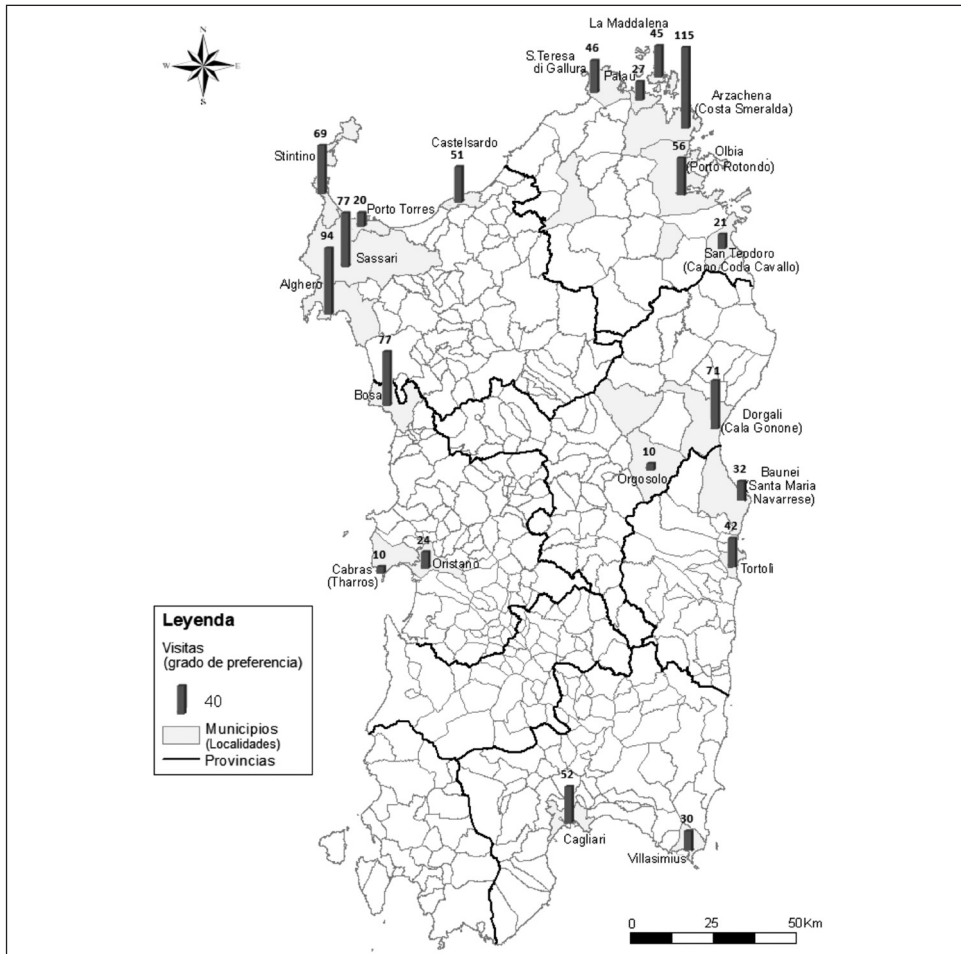 N
W E
S
La Maddalena
45
115
S.Teresa
di Gallura
46
Palau
27
Arzachena
(Costa Smeralda)
Olbia
(Porto Rotondo)
56
69
Stintino
Castelsardo
51
77
20
Porto Torres
Sassari
94
Alghero
21
San Teodoro
(Capo Coda Cavallo)
77
Bosa
71
Dorgali
(Cala Gonone)
10
Orgosolo
32
Baunei
(Santa Maria
Navarrese)
42
Tortoli
24
Oristano
10
Cabras
(Tharros)
Leyenda
Visitas
(grado de preferencia)
40
Municipios
(Localidades)
Provincias
52
Cagliari
30
Villasimius
0 25 50 Km